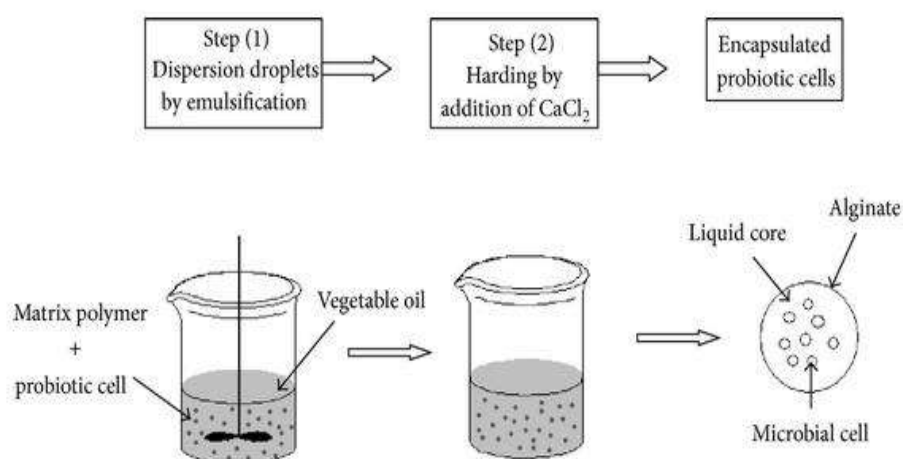 Step (1)
Dispersion droplets
by emulsification
Step (2)
Harding by
addition of CaCl₂
Encapsulated
probiotic cells
Matrix polymer
+
probiotic cell
Vegetable oil
Liquid core
Alginate
Microbial cell